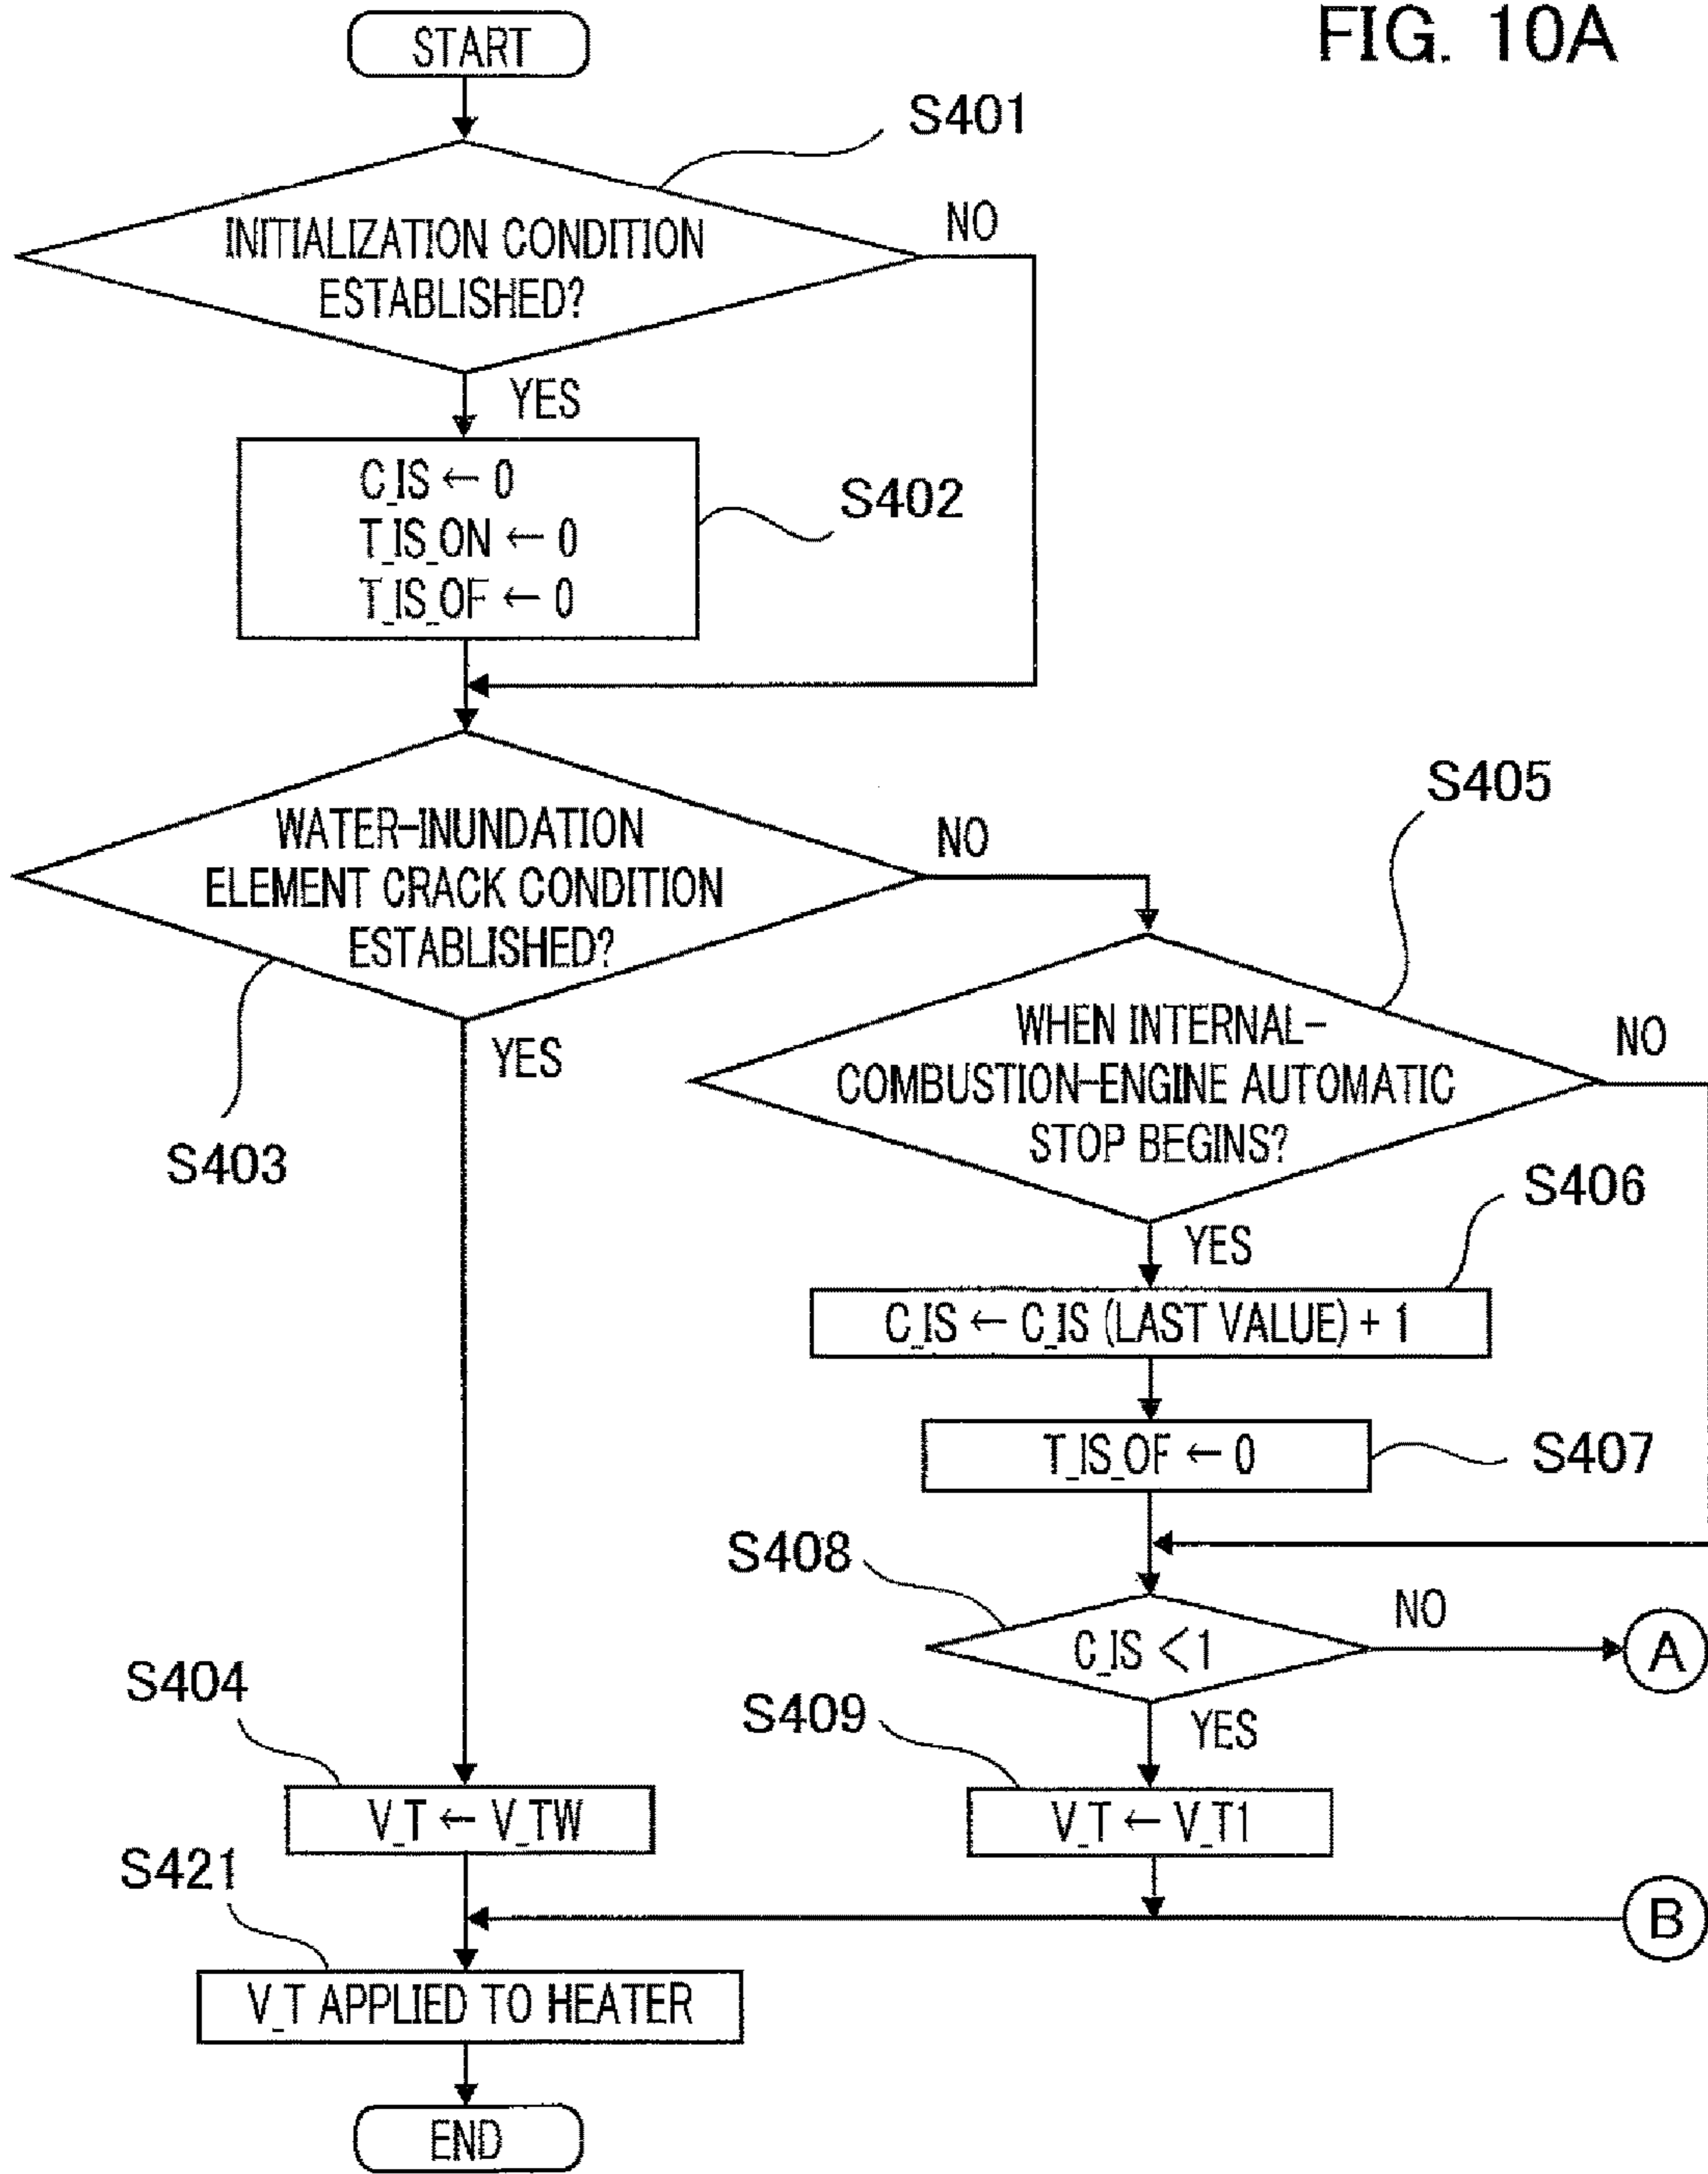 FIG. 10A
START
S401
INITIALIZATION CONDITION
ESTABLISHED?
NO
YES
C_IS ← 0
T_IS_ON ← 0
T_IS_OF ← 0
S402
WATER-INUNDATION
ELEMENT CRACK CONDITION
ESTABLISHED?
NO
YES
S403
S405
WHEN INTERNAL-
COMBUSTION-ENGINE AUTOMATIC
STOP BEGINS?
NO
YES
S406
C_IS ← C_IS (LAST VALUE) + 1
T_IS_OF ← 0
S407
S408
C_IS <1
NO
A
YES
S404
V_T ← V_TW
S409
V_T ← V_T1
B
S421
V_T APPLIED TO HEATER
END